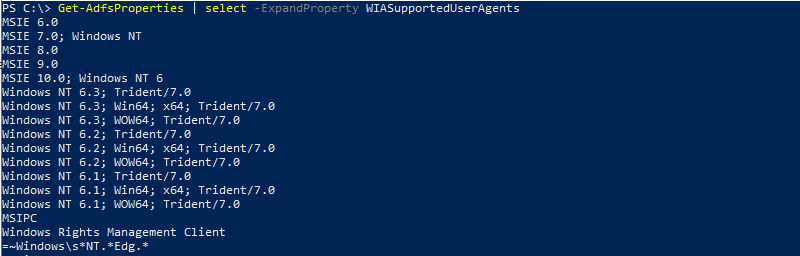 PS C:\> Get-AdfsProperties | select -ExpandProperty WIASupportedUserAgents
MSIE 6.0
MSIE 7.0; Windows NT
MSIE 8.0
MSIE 9.0
MSIE 10.0; Windows NT 6
Windows NT 6.3; Trident/7.0
Windows NT 6.3; Win64; x64; Trident/7.0
Windows NT 6.3; WOW64; Trident/7.0
Windows NT 6.2; Trident/7.0
Windows NT 6.2; Win64; x64; Trident/7.0
Windows NT 6.2; WOW64; Trident/7.0
Windows NT 6.1; Trident/7.0
Windows NT 6.1; Win64; x64; Trident/7.0
Windows NT 6.1; WOW64; Trident/7.0
MSIPC
Windows Rights Management Client
=~Windows\s*NT.*Edg.*